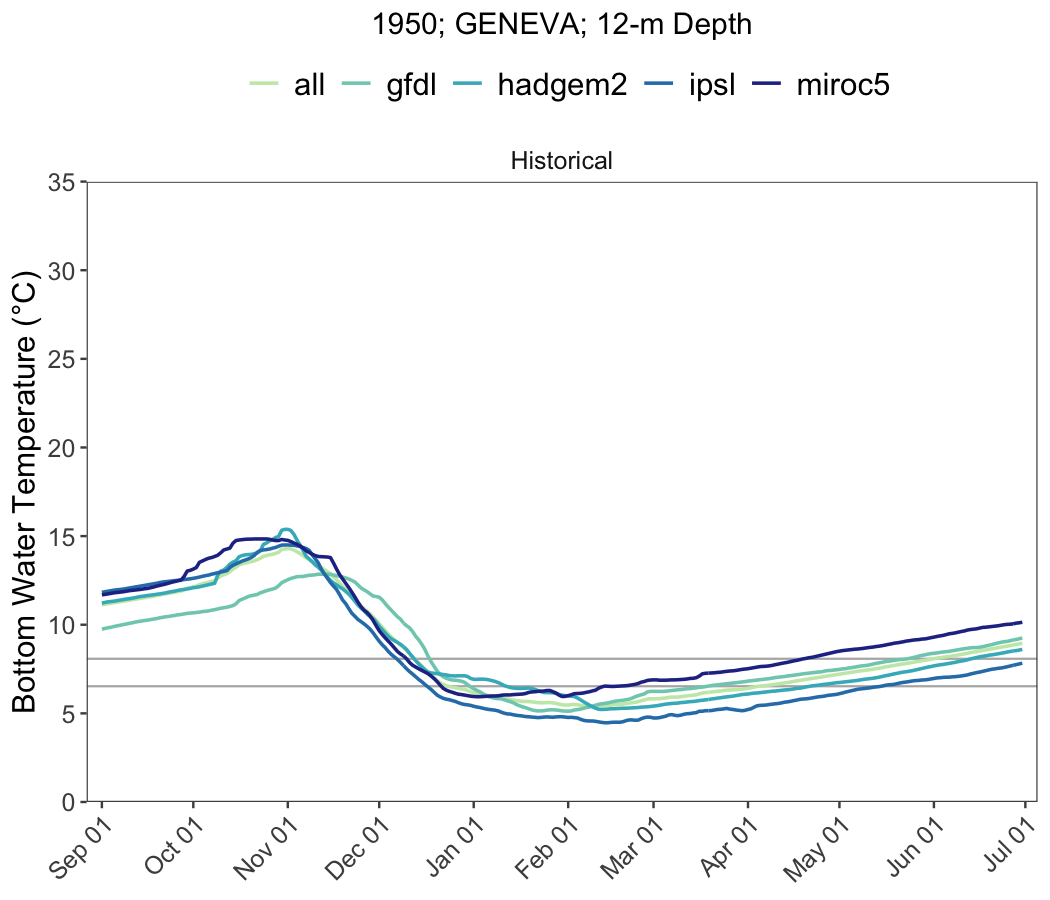 1950; GENEVA; 12-m Depth
all gfdl hadgem2 ipsl miroc5
Historical
Bottom Water Temperature (°C)
35
30
25
20
15
10
5
0
Sep 01 Oct 01 Nov 01 Dec 01 Jan 01 Feb 01 Mar 01 Apr 01 May 01 Jun 01 Jul 01